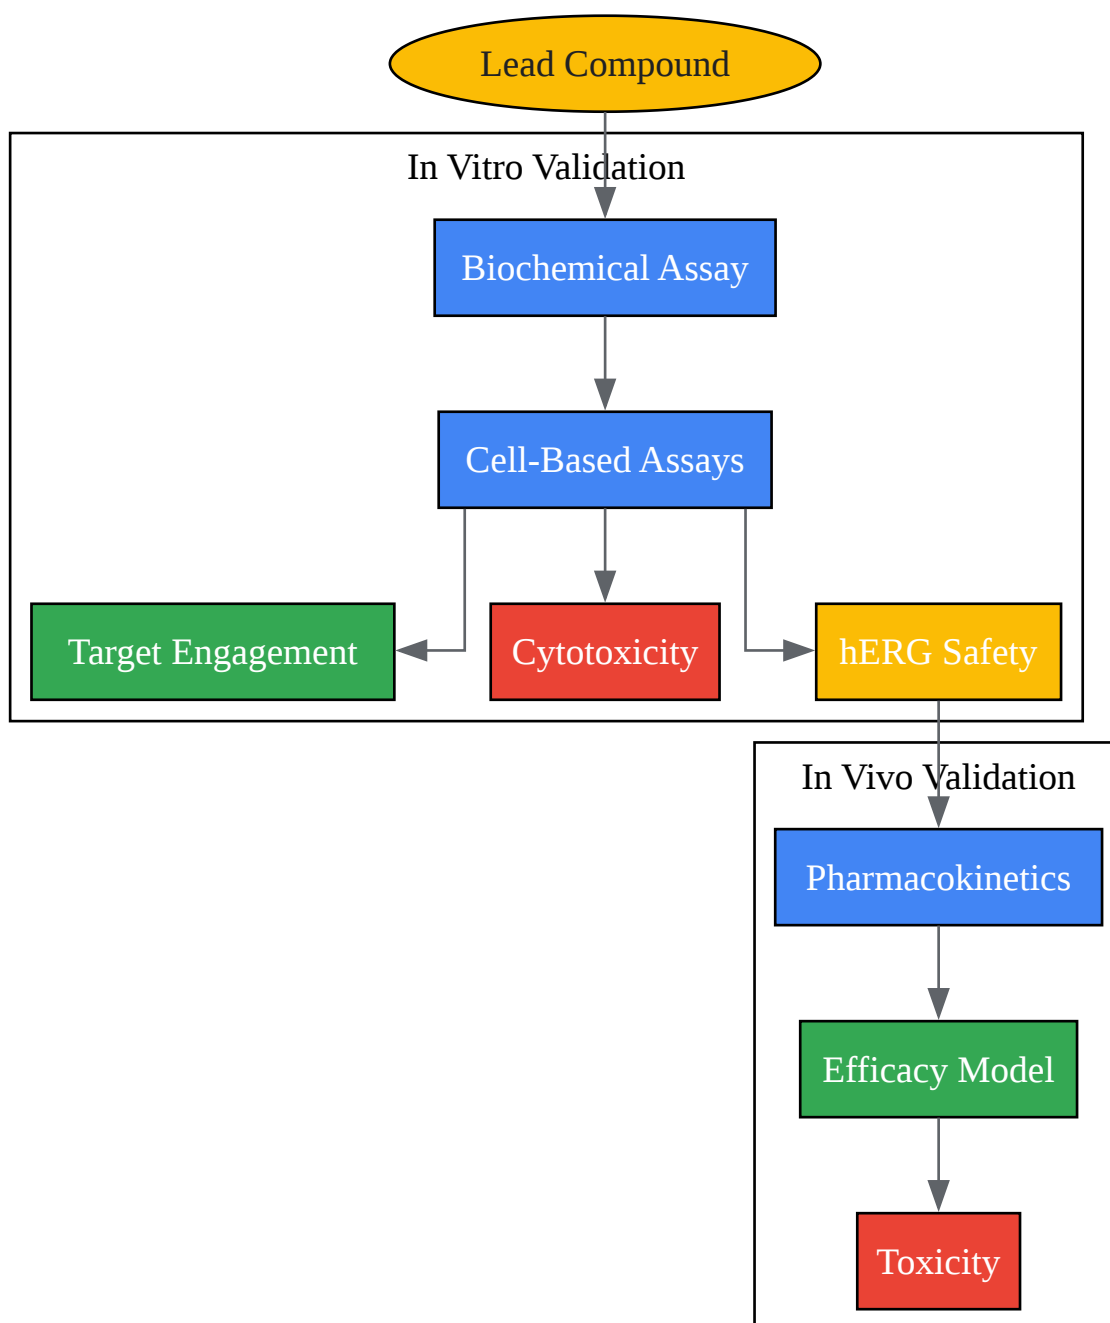 Lead Compound
In Vitro Validation
Biochemical Assay
Cell-Based Assays
Target Engagement
Cytotoxicity
hERG Safety
In Vivo Validation
Pharmacokinetics
Efficacy Model
Toxicity